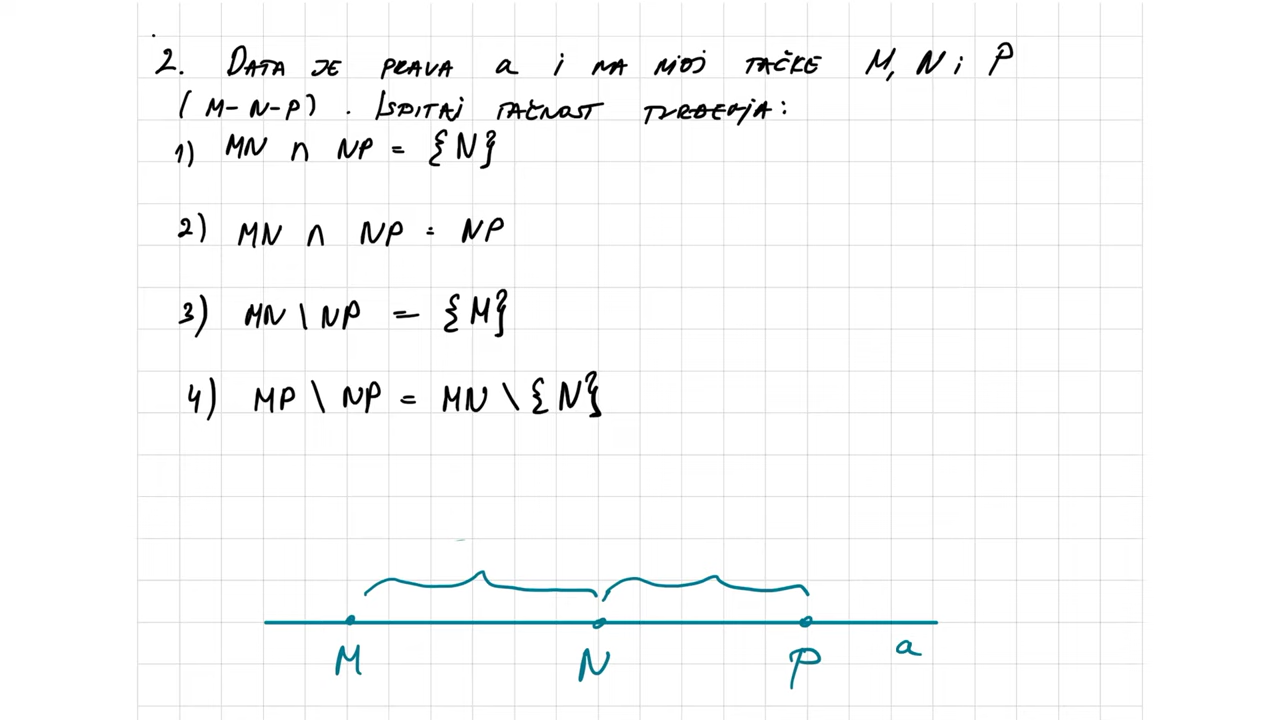 2. DATA JE PRAVA a i NA NJOJ TAČKE M, N i P
(M-N-P). ISPITAJ TAČNOST TVRĐENJA:
1) MN ∩ NP = {N}
2) MN ∩ NP = NP
3) MN \ NP = {M}
4) MP \ NP = MN \ {N}
M N P a